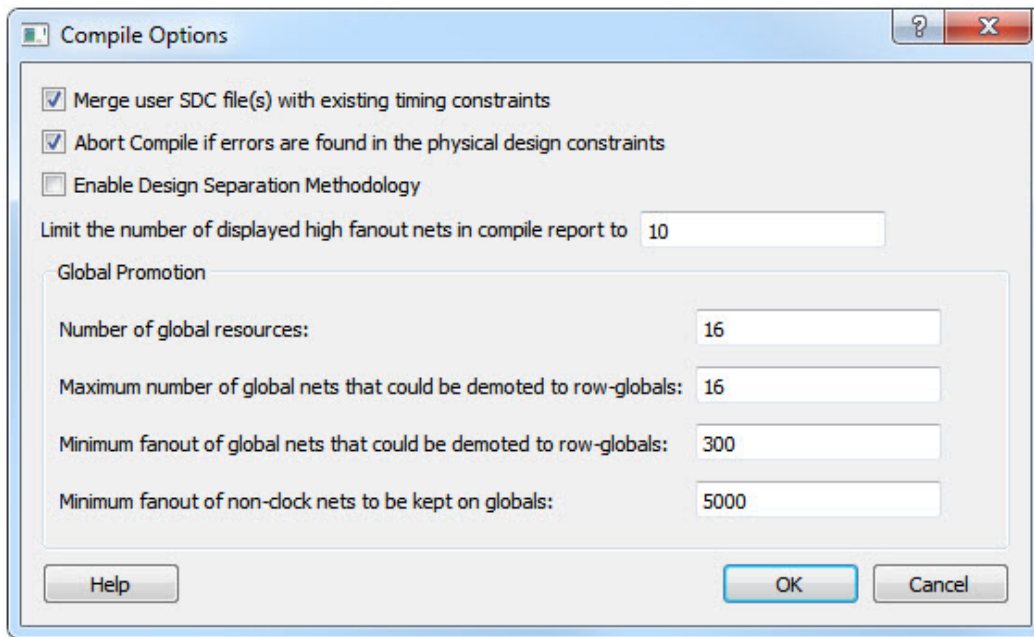 Compile Options
Merge user SDC file(s) with existing timing constraints
Abort Compile if errors are found in the physical design constraints
Enable Design Separation Methodology
Limit the number of displayed high fanout nets in compile report to 10
Global Promotion
Number of global resources: 16
Maximum number of global nets that could be demoted to row-globals: 16
Minimum fanout of global nets that could be demoted to row-globals: 300
Minimum fanout of non-clock nets to be kept on globals: 5000
Help OK Cancel